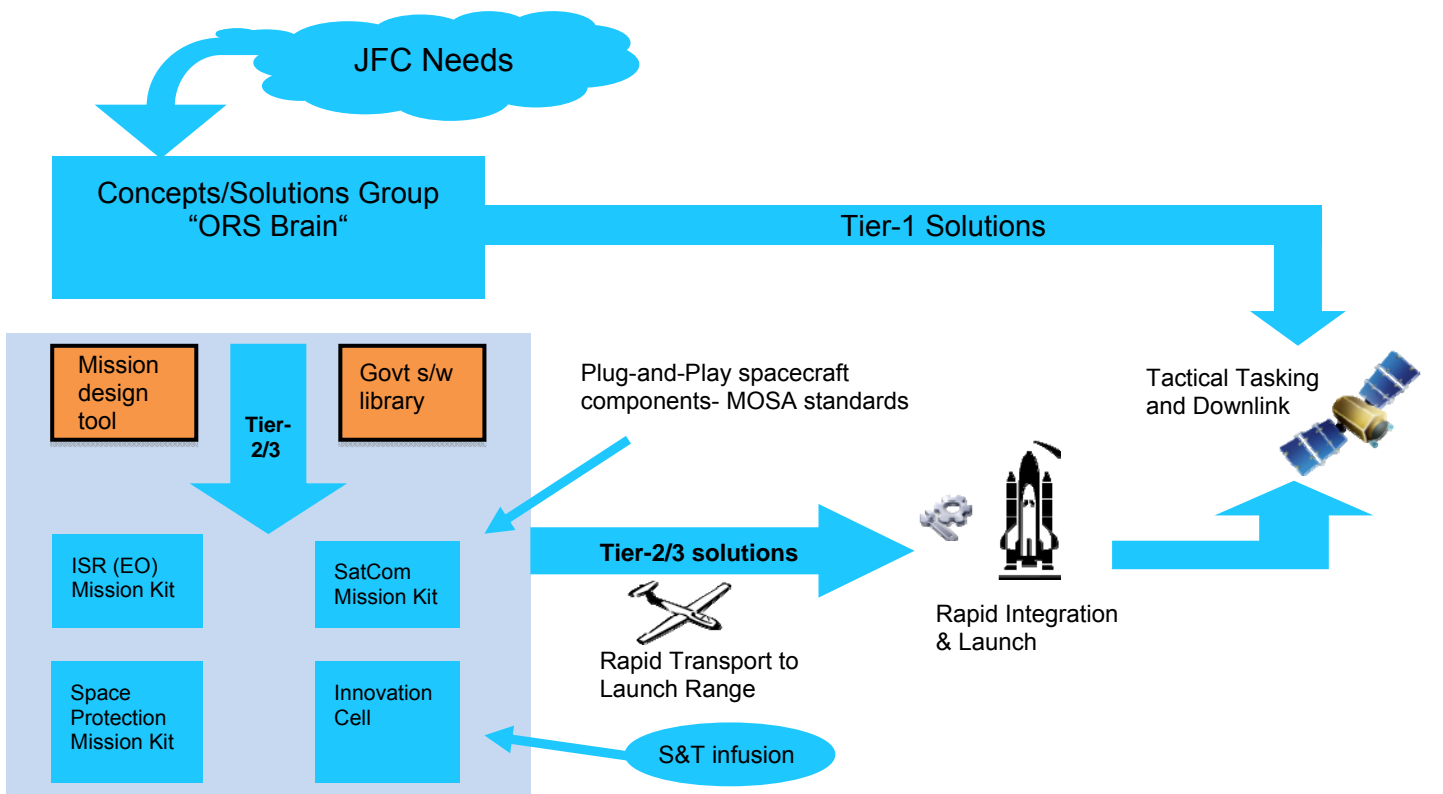 JFC Needs
Concepts/Solutions Group
“ORS Brain“
Tier-1 Solutions
Mission
design
tool
Tier-
2/3
Govt s/w
library
Plug-and-Play spacecraft
components- MOSA standards
Tactical Tasking
and Downlink
ISR (EO)
Mission Kit
SatCom
Mission Kit
Tier-2/3 solutions
Rapid Transport to
Launch Range
Rapid Integration
& Launch
Space
Protection
Mission Kit
Innovation
Cell
S&T infusion